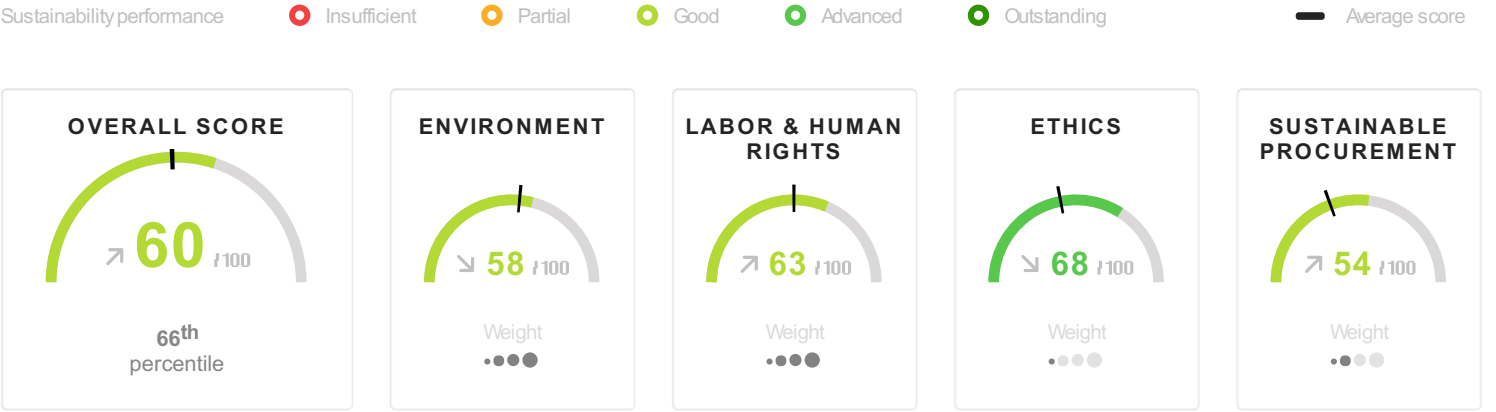 Sustainability performance Insufficient Partial Good Advanced Outstanding Average score
OVERALL SCORE
60 /100
66th
percentile
ENVIRONMENT
58 /100
Weight
LABOR & HUMAN
RIGHTS
63 /100
Weight
ETHICS
68 /100
Weight
SUSTAINABLE
PROCUREMENT
54 /100
Weight